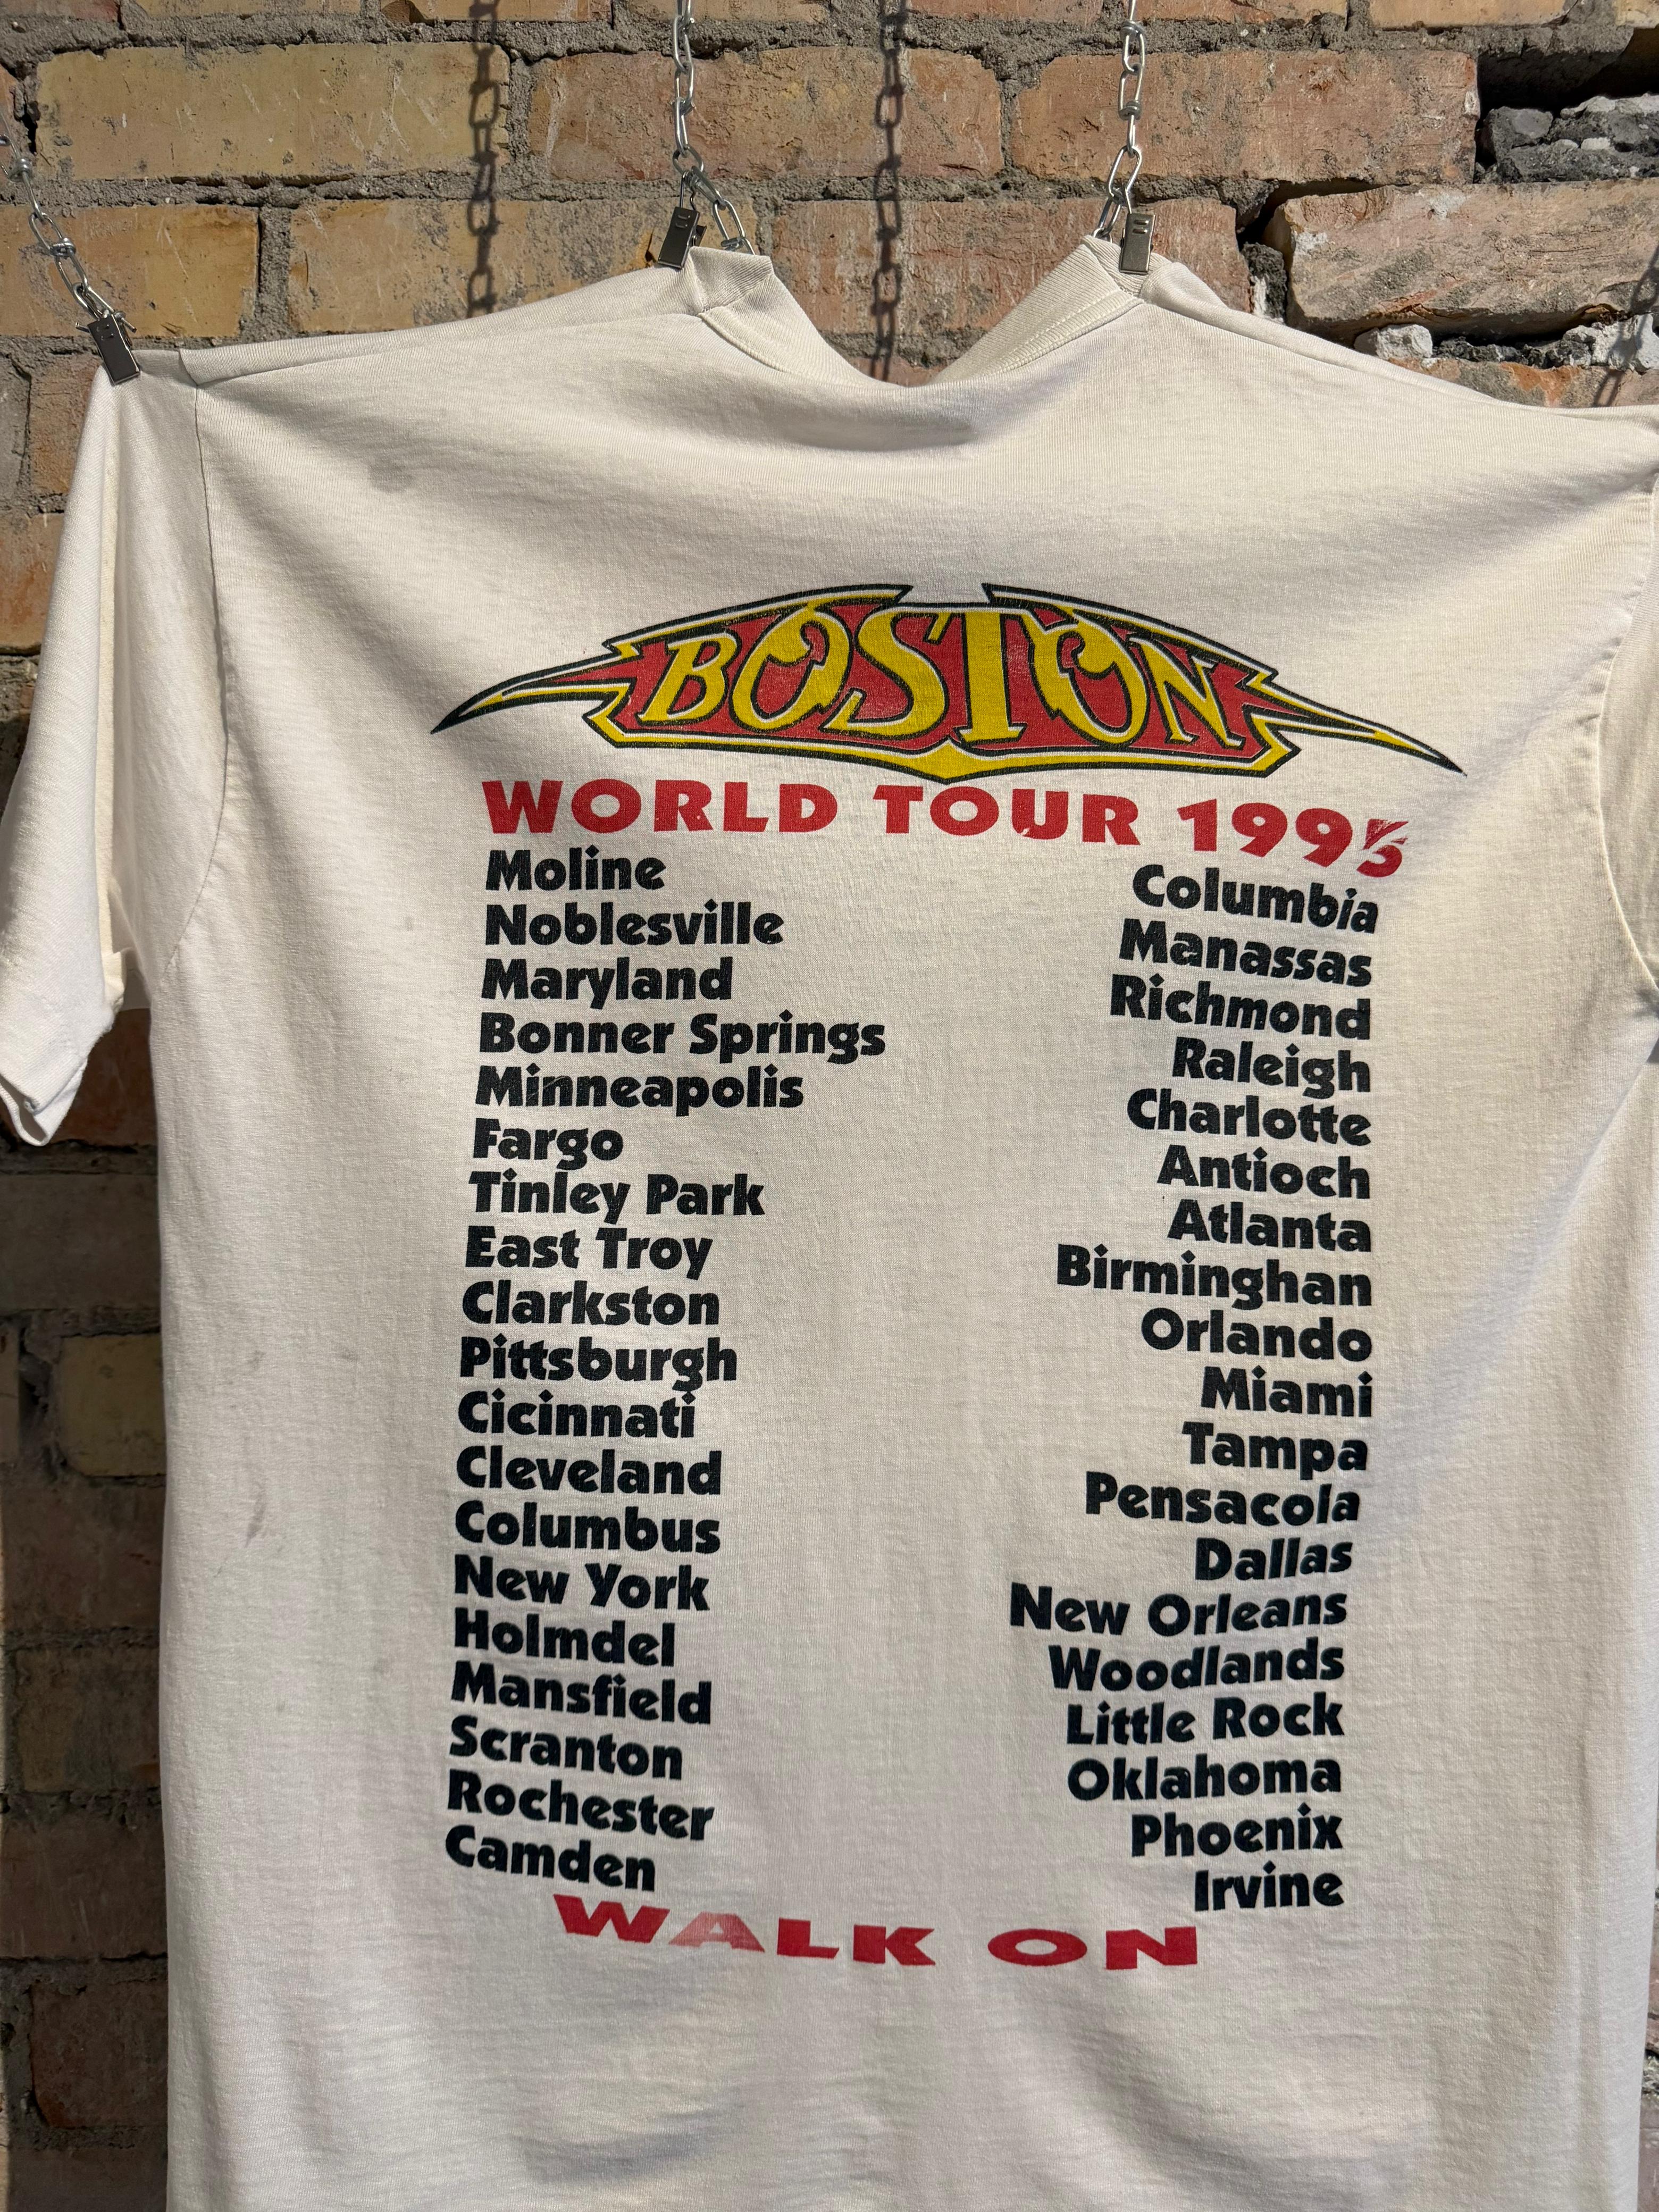 BOSTON
WORLD TOUR 1995
Moline
Noblesville
Maryland
Bonner Springs
Minneapolis
Fargo
Tinley Park
East Troy
Clarkston
Pittsburgh
Cicinnati
Cleveland
Columbus
New York
Holmdel
Mansfield
Scranton
Rochester
Camden
Columbia
Manassas
Richmond
Raleigh
Charlotte
Antioch
Atlanta
Birminghan
Orlando
Miami
Tampa
Pensacola
Dallas
New Orleans
Woodlands
Little Rock
Oklahoma
Phoenix
Irvine
WALK ON